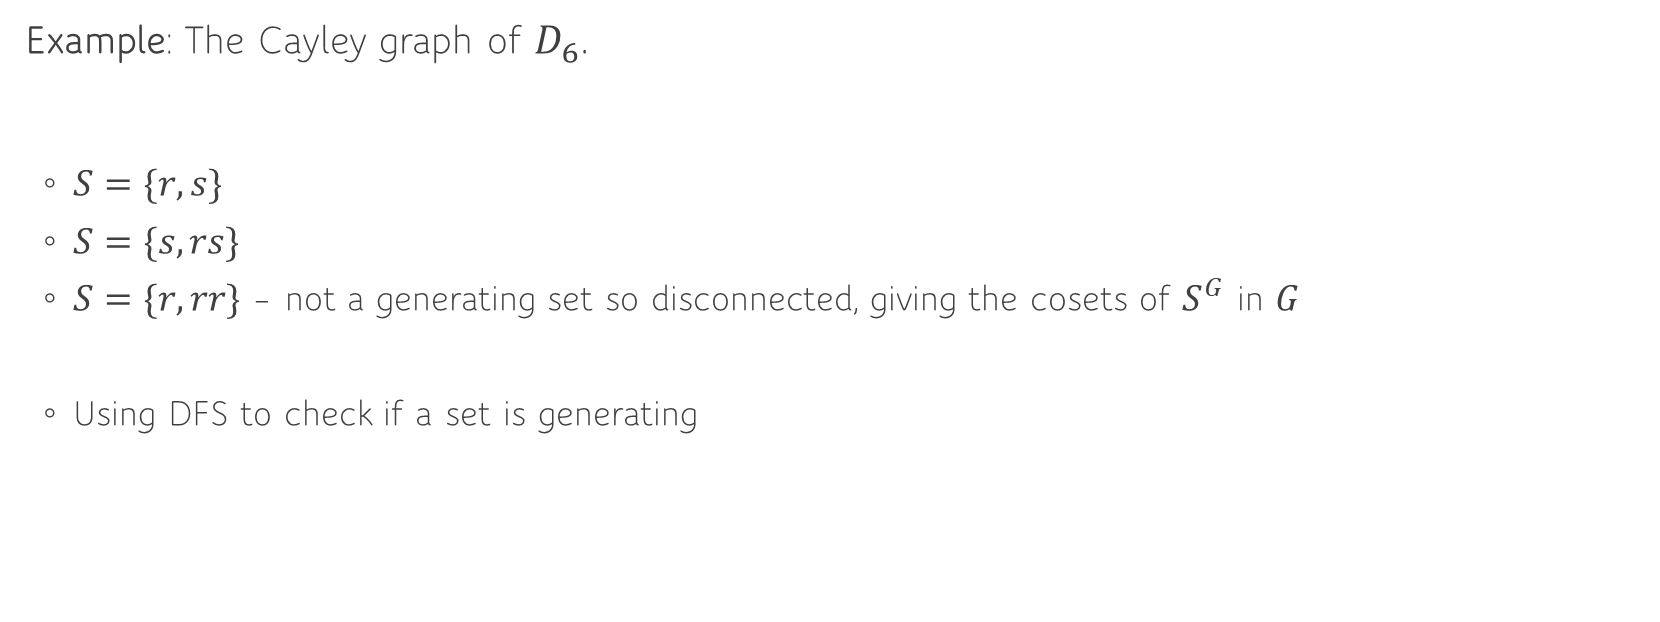 Example: The Cayley graph of D₆.
∘ S = {r, s}
∘ S = {s, rs}
∘ S = {r, rr} – not a generating set so disconnected, giving the cosets of Sᴳ in G
∘ Using DFS to check if a set is generating